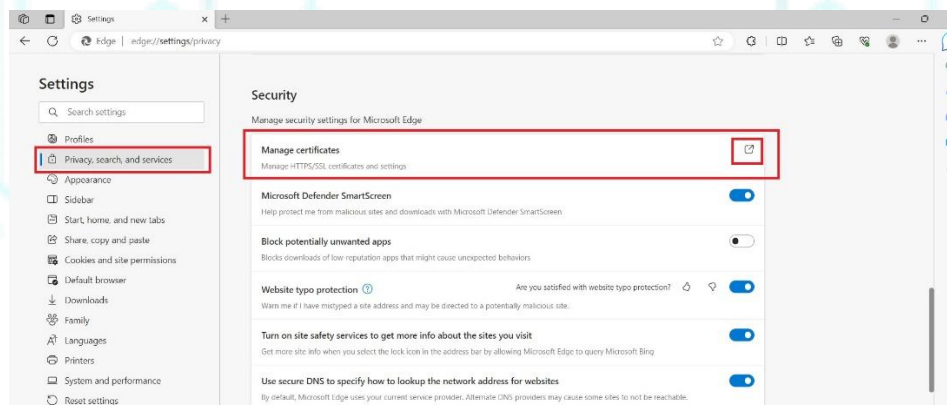 Settings
Edge | edge://settings/privacy
Settings
Search settings
Profiles
Privacy, search, and services
Appearance
Sidebar
Start, home, and new tabs
Share, copy and paste
Cookies and site permissions
Default browser
Downloads
Family
Languages
Printers
System and performance
Reset settings
Security
Manage security settings for Microsoft Edge
Manage certificates
Manage HTTPS/SSL certificates and settings
Microsoft Defender SmartScreen
Help protect me from malicious sites and downloads with Microsoft Defender SmartScreen
Block potentially unwanted apps
Blocks downloads of low-reputation apps that might cause unexpected behaviors
Website typo protection
Are you satisfied with website typo protection?
Warn me if I have mistyped a site address and may be directed to a potentially malicious site.
Turn on site safety services to get more info about the sites you visit
Get more site info when you select the lock icon in the address bar by allowing Microsoft Edge to query Microsoft Bing
Use secure DNS to specify how to lookup the network address for websites
By default, Microsoft Edge uses your current service provider. Alternate DNS providers may cause some sites to not be reachable.